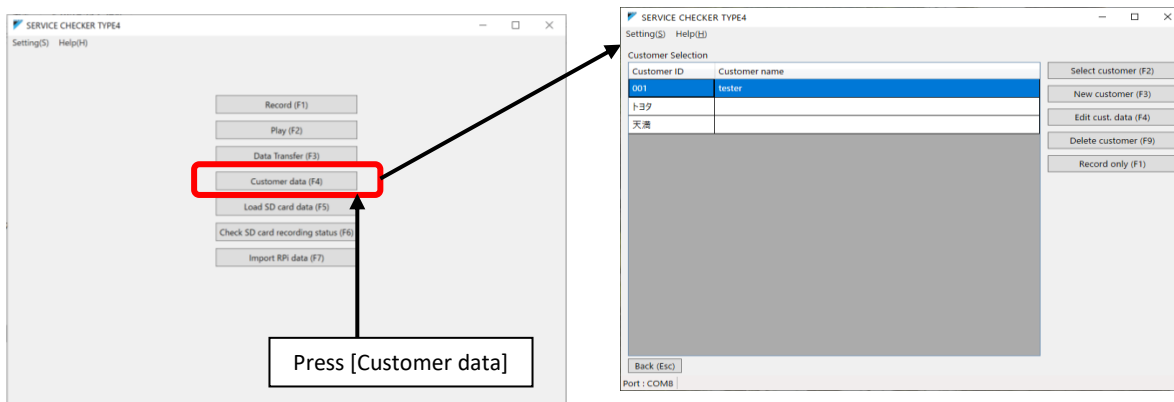 SERVICE CHECKER TYPE4
Setting(S) Help(H)
Record (F1)
Play (F2)
Data Transfer (F3)
Customer data (F4)
Load SD card data (F5)
Check SD card recording status (F6)
Import RPi data (F7)
Press [Customer data]
SERVICE CHECKER TYPE4
Setting(S) Help(H)
Customer Selection
Customer ID Customer name
001 tester
トヨタ
天満
Select customer (F2)
New customer (F3)
Edit cust. data (F4)
Delete customer (F9)
Record only (F1)
Back (Esc)
Port : COM8